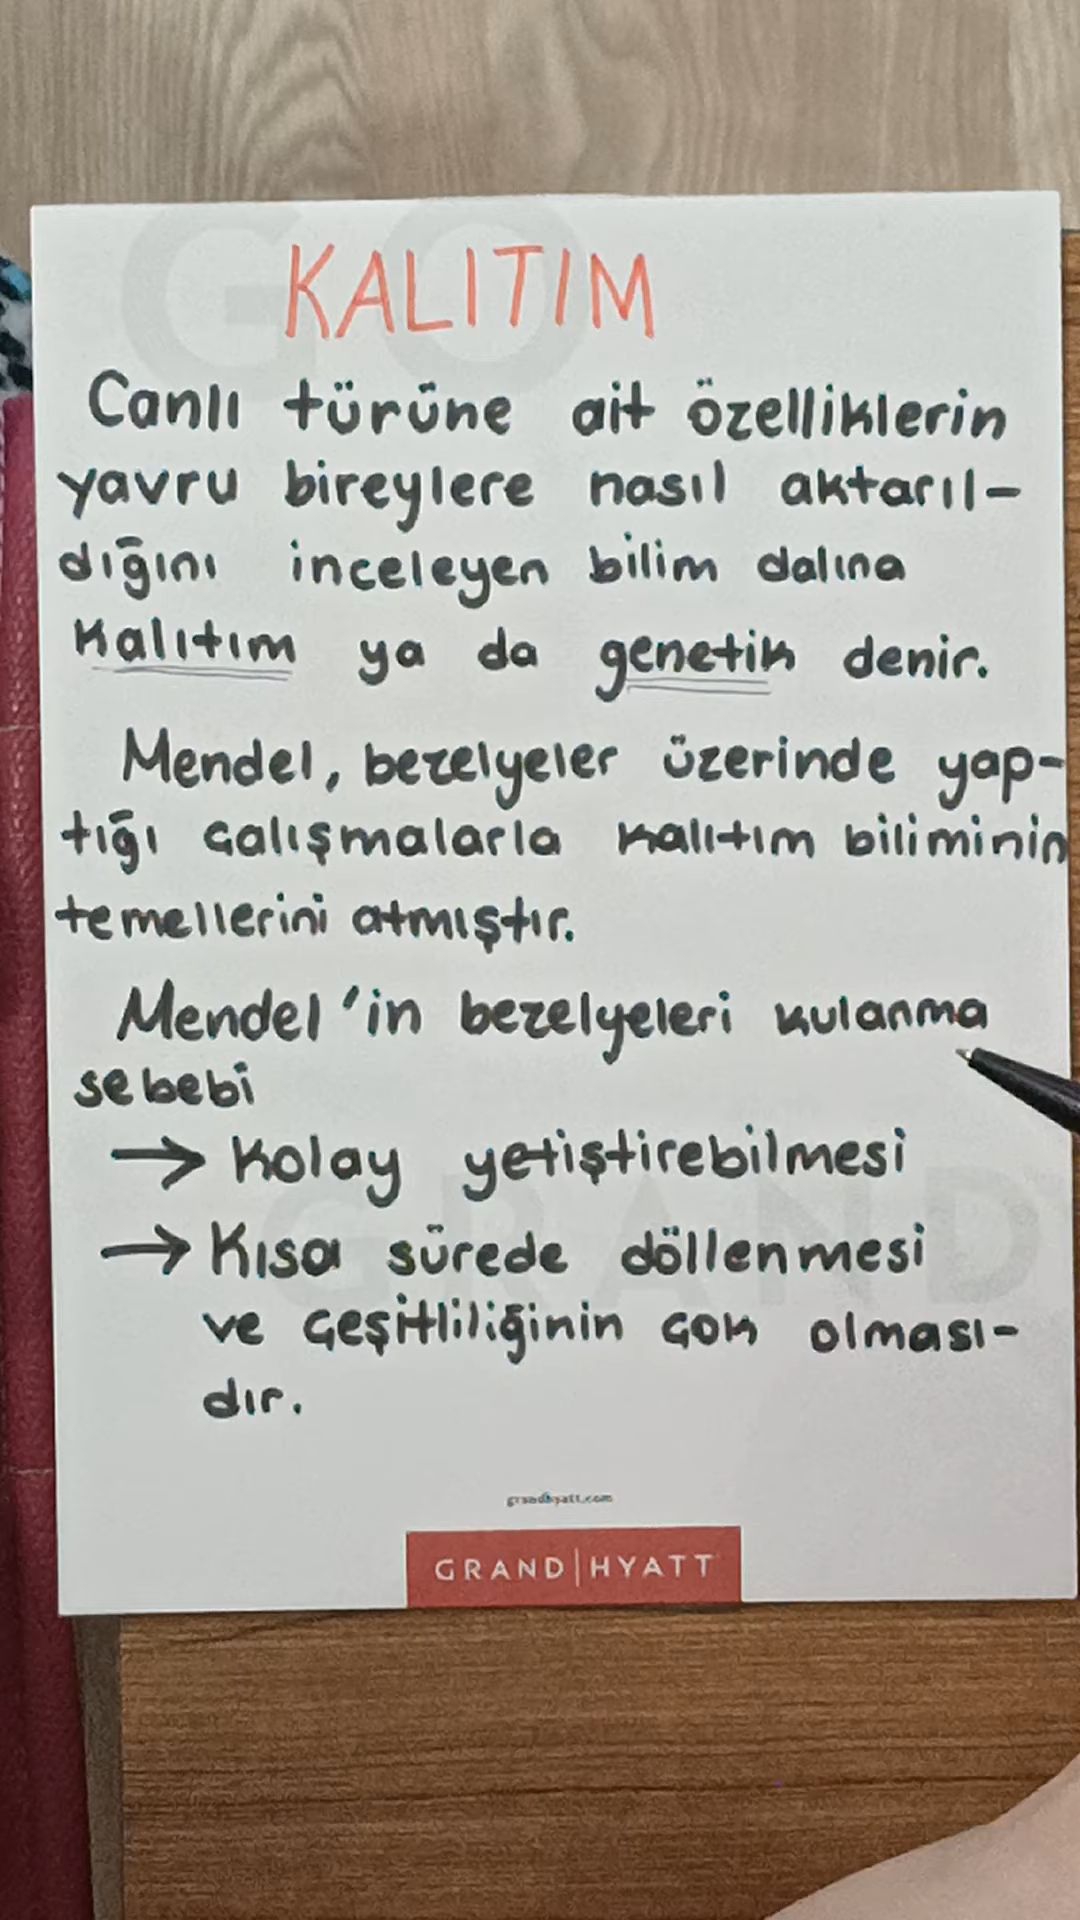 GO
KALITIM
Canlı türüne ait özelliklerin
yavru bireylere nasıl aktarıl-
dığını inceleyen bilim dalına
Kalıtım ya da genetik denir.
Mendel, bezelyeler üzerinde yap-
tığı çalışmalarla kalıtım biliminin
temellerini atmıştır.
Mendel'in bezelyeleri kulanma
sebebi
→ Kolay yetiştirebilmesi
→ Kısa sürede döllenmesi
ve çeşitliliğinin çok olması-
dır.
GRAND
grandhyatt.com
GRAND | HYATT